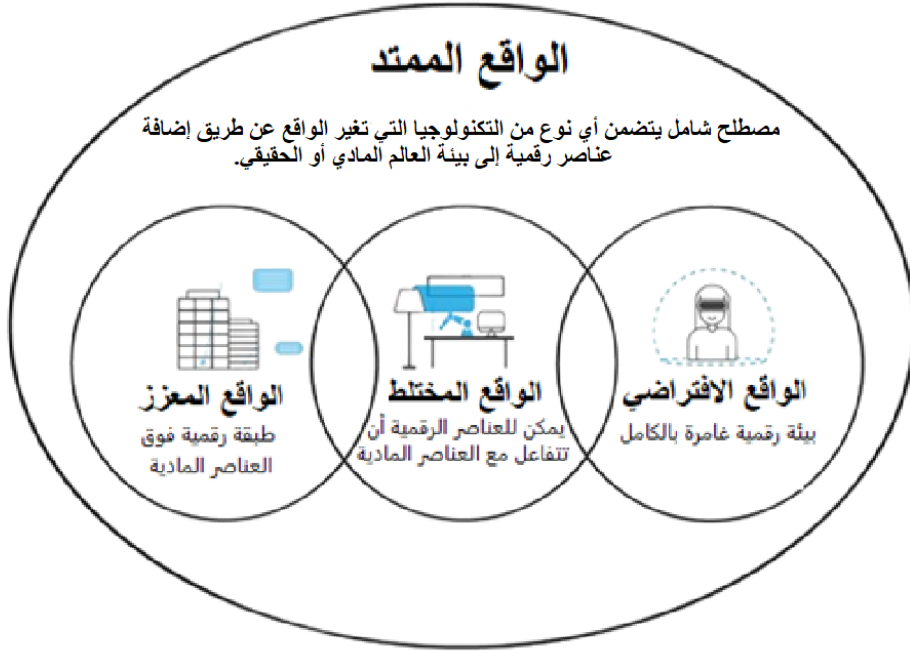 الواقع الممتد
مصطلح شامل يتضمن أي نوع من التكنولوجيا التي تغير الواقع عن طريق إضافة
عناصر رقمية إلى بيئة العالم المادي أو الحقيقي.
الواقع الافتراضي
بيئة رقمية غامرة بالكامل
الواقع المختلط
يمكن للعناصر الرقمية أن
تتفاعل مع العناصر المادية
الواقع المعزز
طبقة رقمية فوق
العناصر المادية